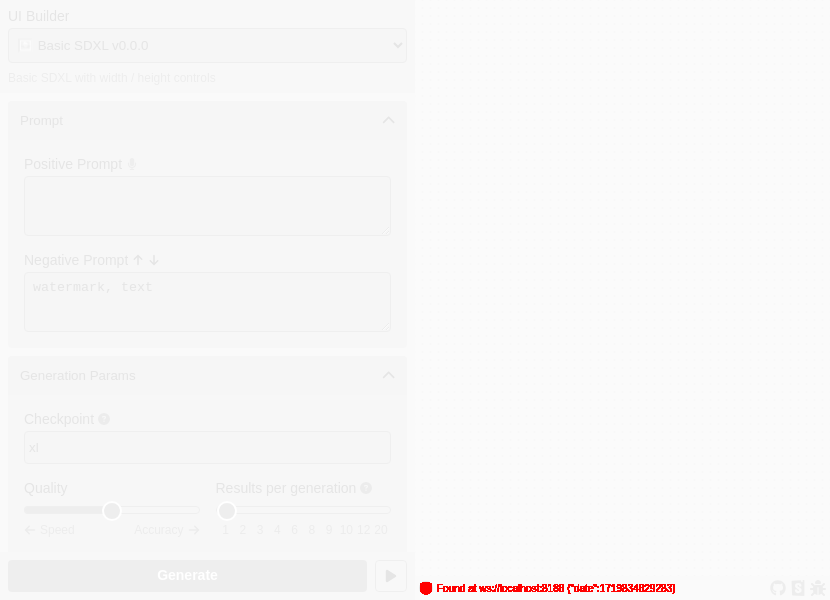 UI Builder
Basic SDXL v0.0.0
Basic SDXL with width / height controls
Prompt
Positive Prompt
Negative Prompt ↑ ↓
watermark, text
Generation Params
Checkpoint
xl
Quality
Results per generation
← Speed Accuracy →
1 2 3 4 6 8 9 10 12 20
Generate
Found at ws://localhost:8188 {"date":1719834829283}